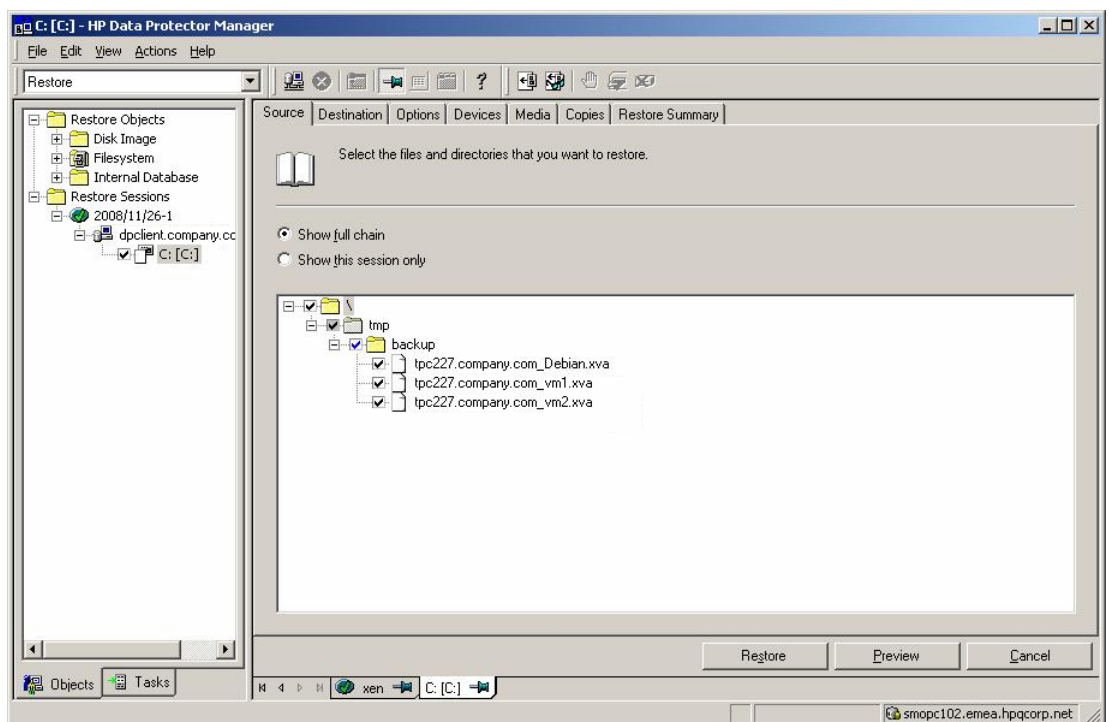 C: [C:] - HP Data Protector Manager
File Edit View Actions Help
Restore
Restore Objects
Disk Image
Filesystem
Internal Database
Restore Sessions
2008/11/26-1
dpclient.company.cc
C: [C:]
Objects
Tasks
Source Destination Options Devices Media Copies Restore Summary
Select the files and directories that you want to restore.
Show full chain
Show this session only
\
tmp
backup
tpc227.company.com_Debian.xva
tpc227.company.com_vm1.xva
tpc227.company.com_vm2.xva
Restore Preview Cancel
xen C: [C:]
smopc102.emea.hpqcorp.net